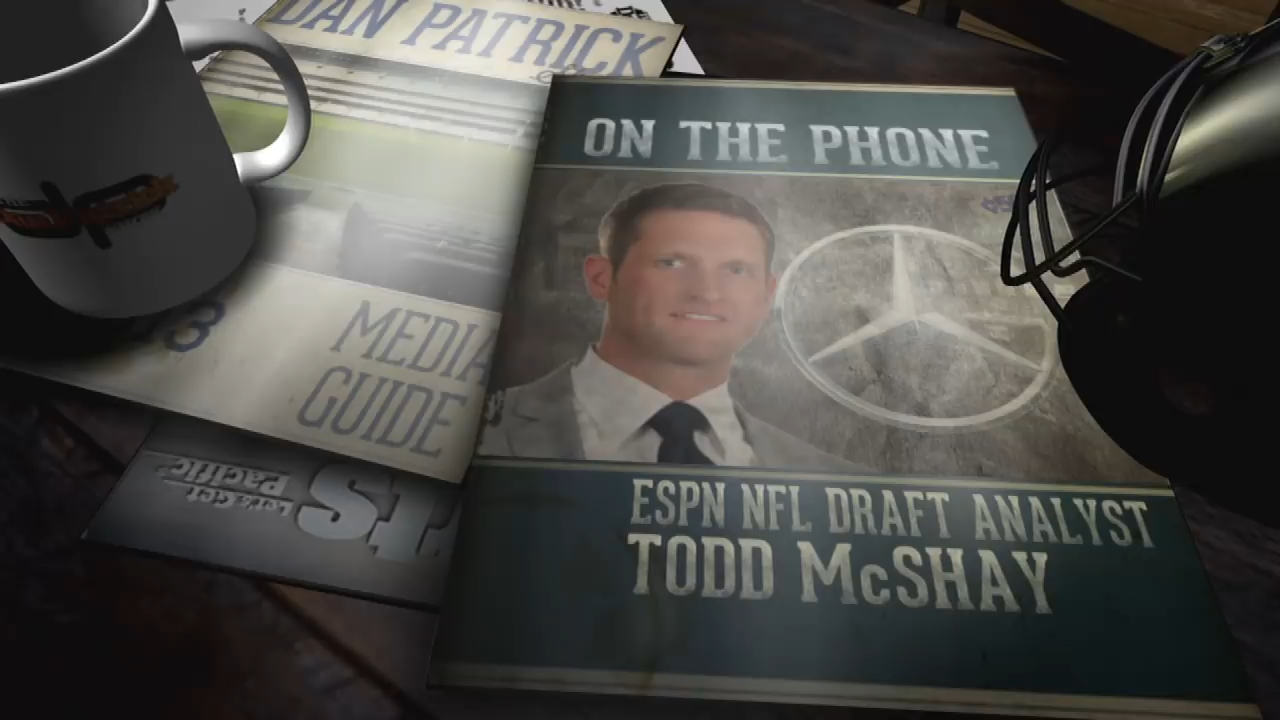 DAN PATRICK
ON THE PHONE
MEDIA
GUIDE
ESPN NFL DRAFT ANALYST
TODD McSHAY